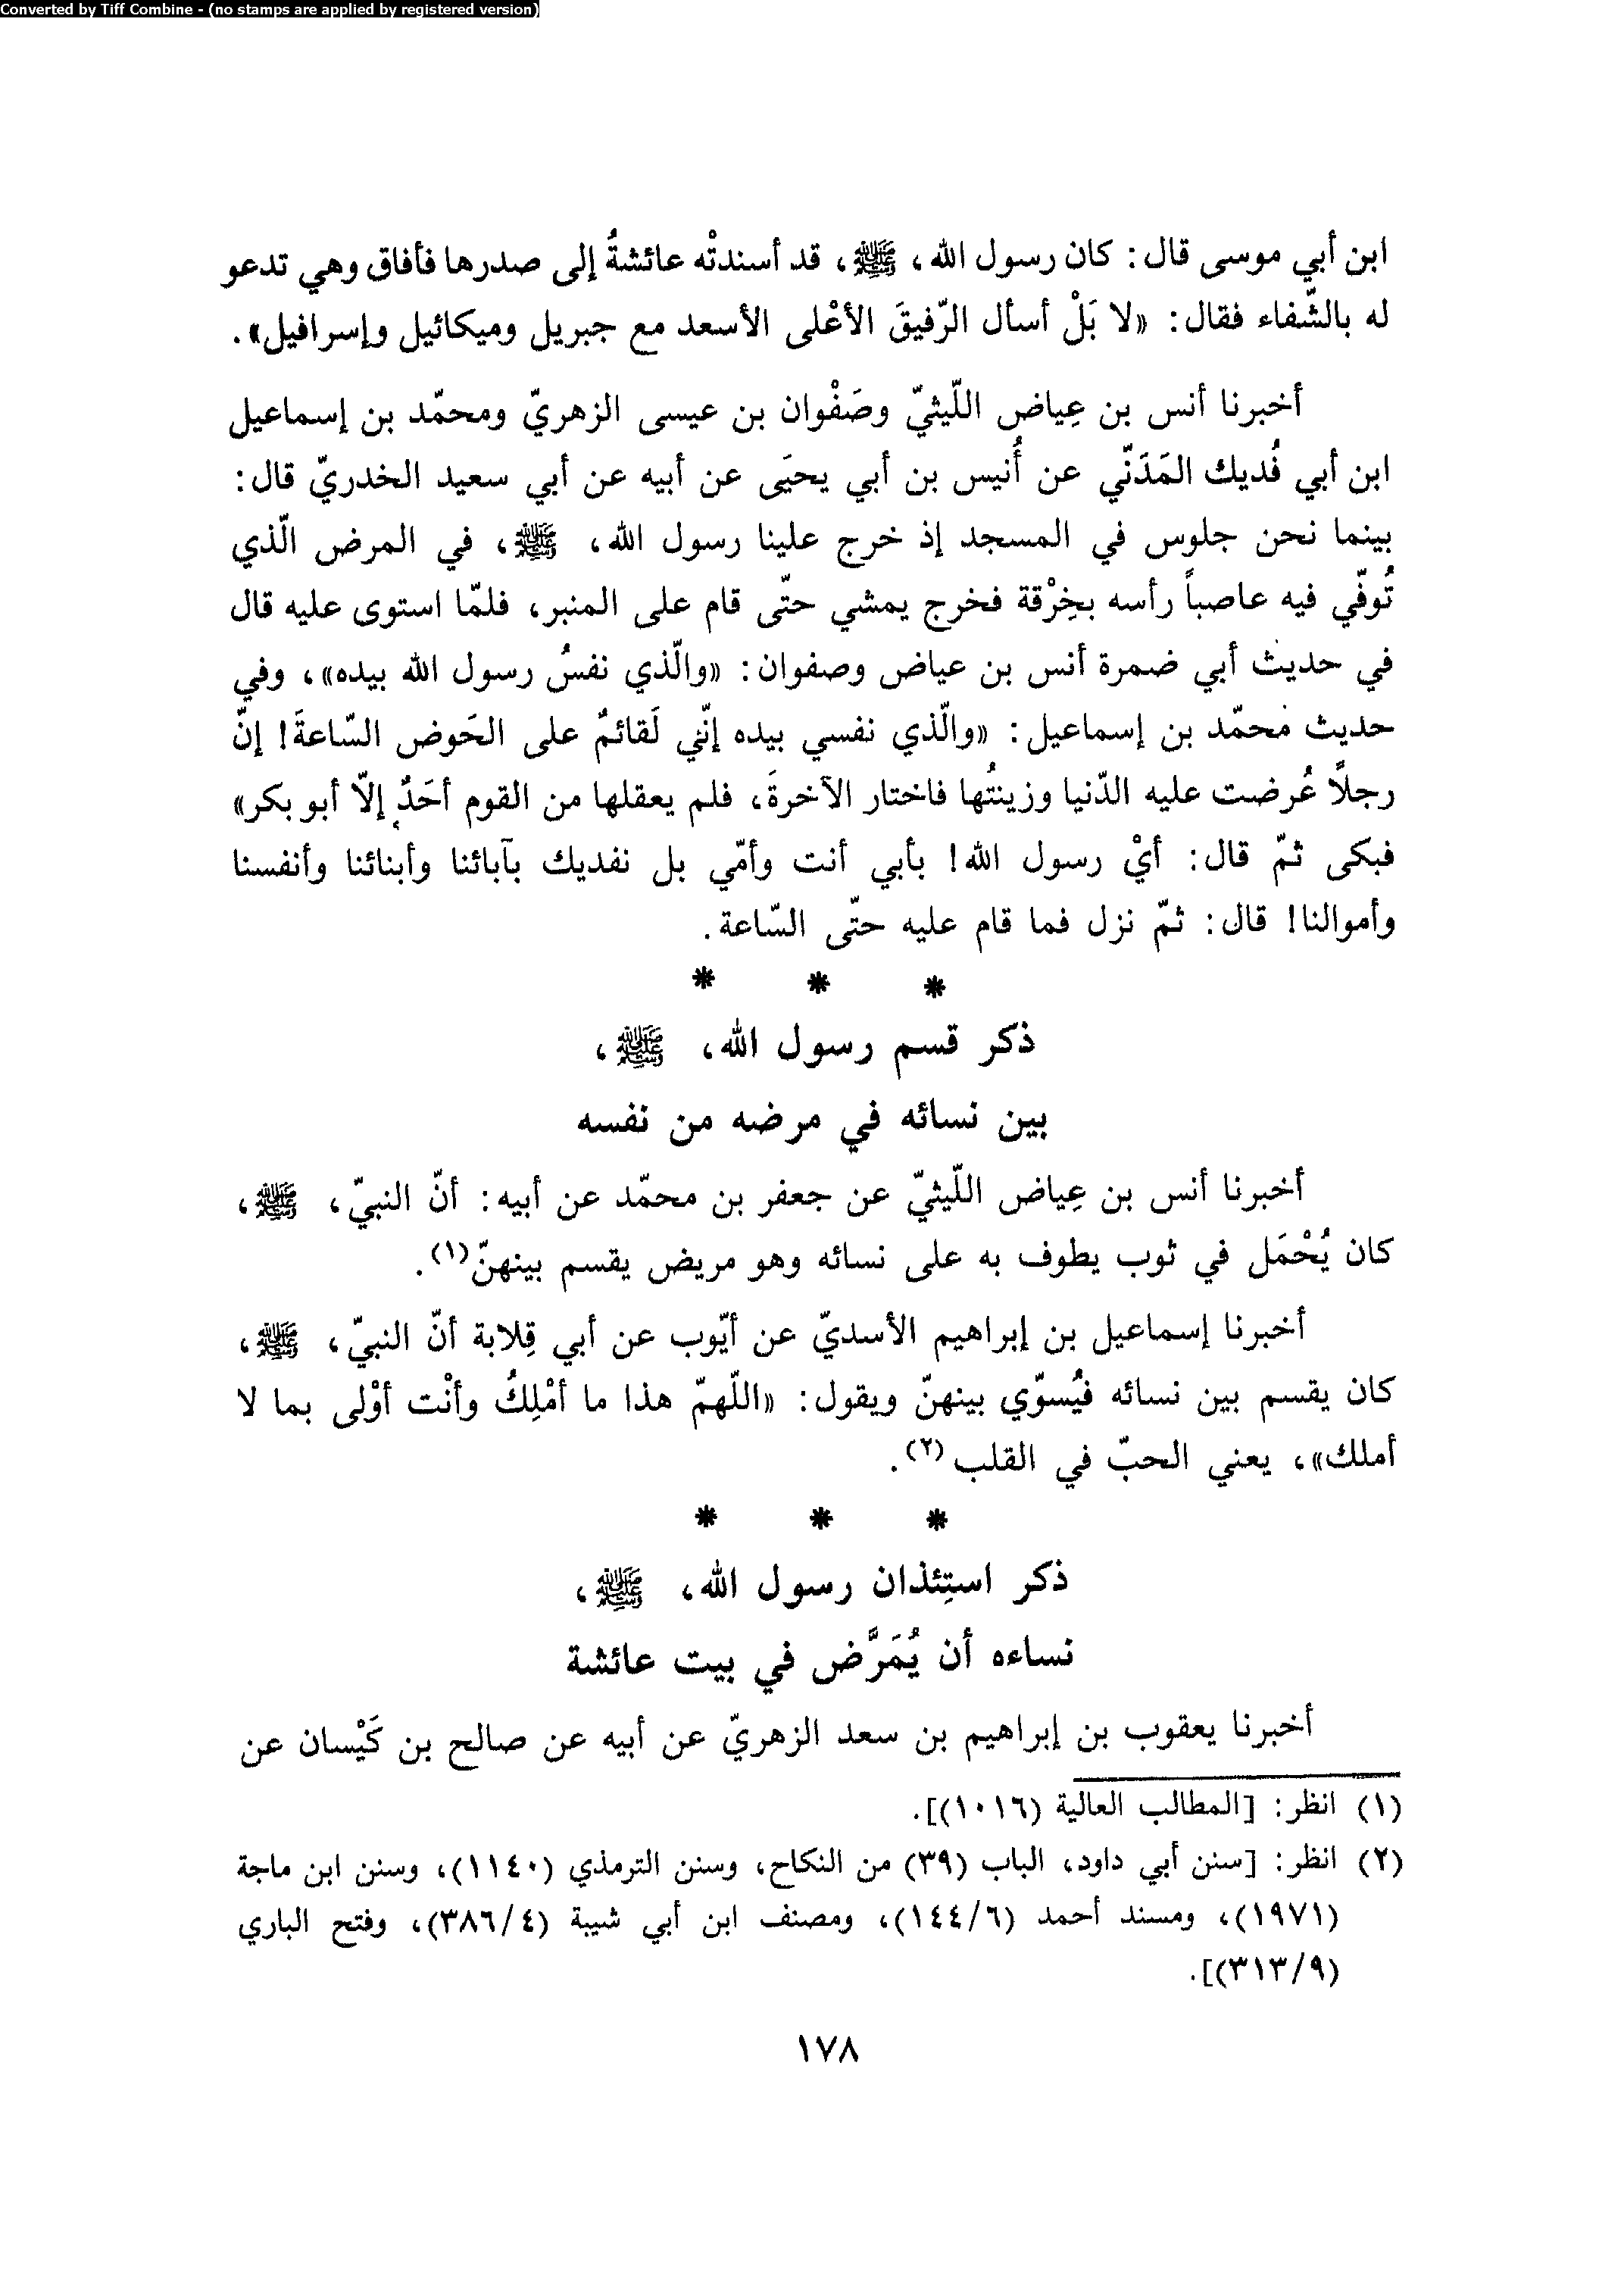 Converted by Tiff Combine - (no stamps are applied by registered version)
ابن أبي موسى قال: كان رسول الله، ﷺ، قد أسندتْه عائشةُ إلى صدرها فأفاق وهي تدعو
له بالشّفاء فقال: «لا بَلْ أسأل الرّفيقَ الأعْلى الأسعد مع جبريل وميكائيل وإسرافيل».
أخبرنا أنس بن عِياض اللّيثيّ وصَفْوان بن عيسى الزهريّ ومحمّد بن إسماعيل
ابن أبي فُديك المَدَنّي عن أُنيس بن أبي يحيَى عن أبيه عن أبي سعيد الخدريّ قال:
بينما نحن جلوس في المسجد إذ خرج علينا رسول الله، ﷺ، في المرض الّذي
تُوفّي فيه عاصباً رأسه بخِرْقة فخرج يمشي حتّى قام على المنبر، فلمّا استوى عليه قال
في حديث أبي ضمرة أنس بن عياض وصفوان: «والّذي نفسُ رسول الله بيده»، وفي
حديث محمّد بن إسماعيل: «والّذي نفسي بيده إنّي لَقائمٌ على الحَوض السّاعةَ! إنّ
رجلًا عُرضت عليه الدّنيا وزينتُها فاختار الآخرةَ، فلم يعقلها من القوم أحَدٌ إلّا أبو بكر»
فبكى ثمّ قال: أيْ رسول الله! بأبي أنت وأمّي بل نفديك بآبائنا وأبنائنا وأنفسنا
وأموالنا! قال: ثمّ نزل فما قام عليه حتّى السّاعة.
* * *
ذكر قسم رسول الله، ﷺ،
بين نسائه في مرضه من نفسه
أخبرنا أنس بن عِياض اللّيثيّ عن جعفر بن محمّد عن أبيه: أنّ النبيّ، ﷺ،
كان يُحْمَل في ثوب يطوف به على نسائه وهو مريض يقسم بينهنّ(١).
أخبرنا إسماعيل بن إبراهيم الأسديّ عن أيّوب عن أبي قِلابة أنّ النبيّ، ﷺ،
كان يقسم بين نسائه فيُسوّي بينهنّ ويقول: «اللّهمّ هذا ما أمْلِكُ وأنْت أوْلى بما لا
أملك»، يعني الحبّ في القلب(٢).
* * *
ذكر استِئذان رسول الله، ﷺ،
نساءه أن يُمَرَّض في بيت عائشة
أخبرنا يعقوب بن إبراهيم بن سعد الزهريّ عن أبيه عن صالح بن كَيْسان عن
(١) انظر: [المطالب العالية (١٠١٦)].
(٢) انظر: [سنن أبي داود، الباب (٣٩) من النكاح، وسنن الترمذي (١١٤٠)، وسنن ابن ماجة
(١٩٧١)، ومسند أحمد (١٤٤/٦)، ومصنف ابن أبي شيبة (٣٨٦/٤)، وفتح الباري
(٣١٣/٩)].
١٧٨